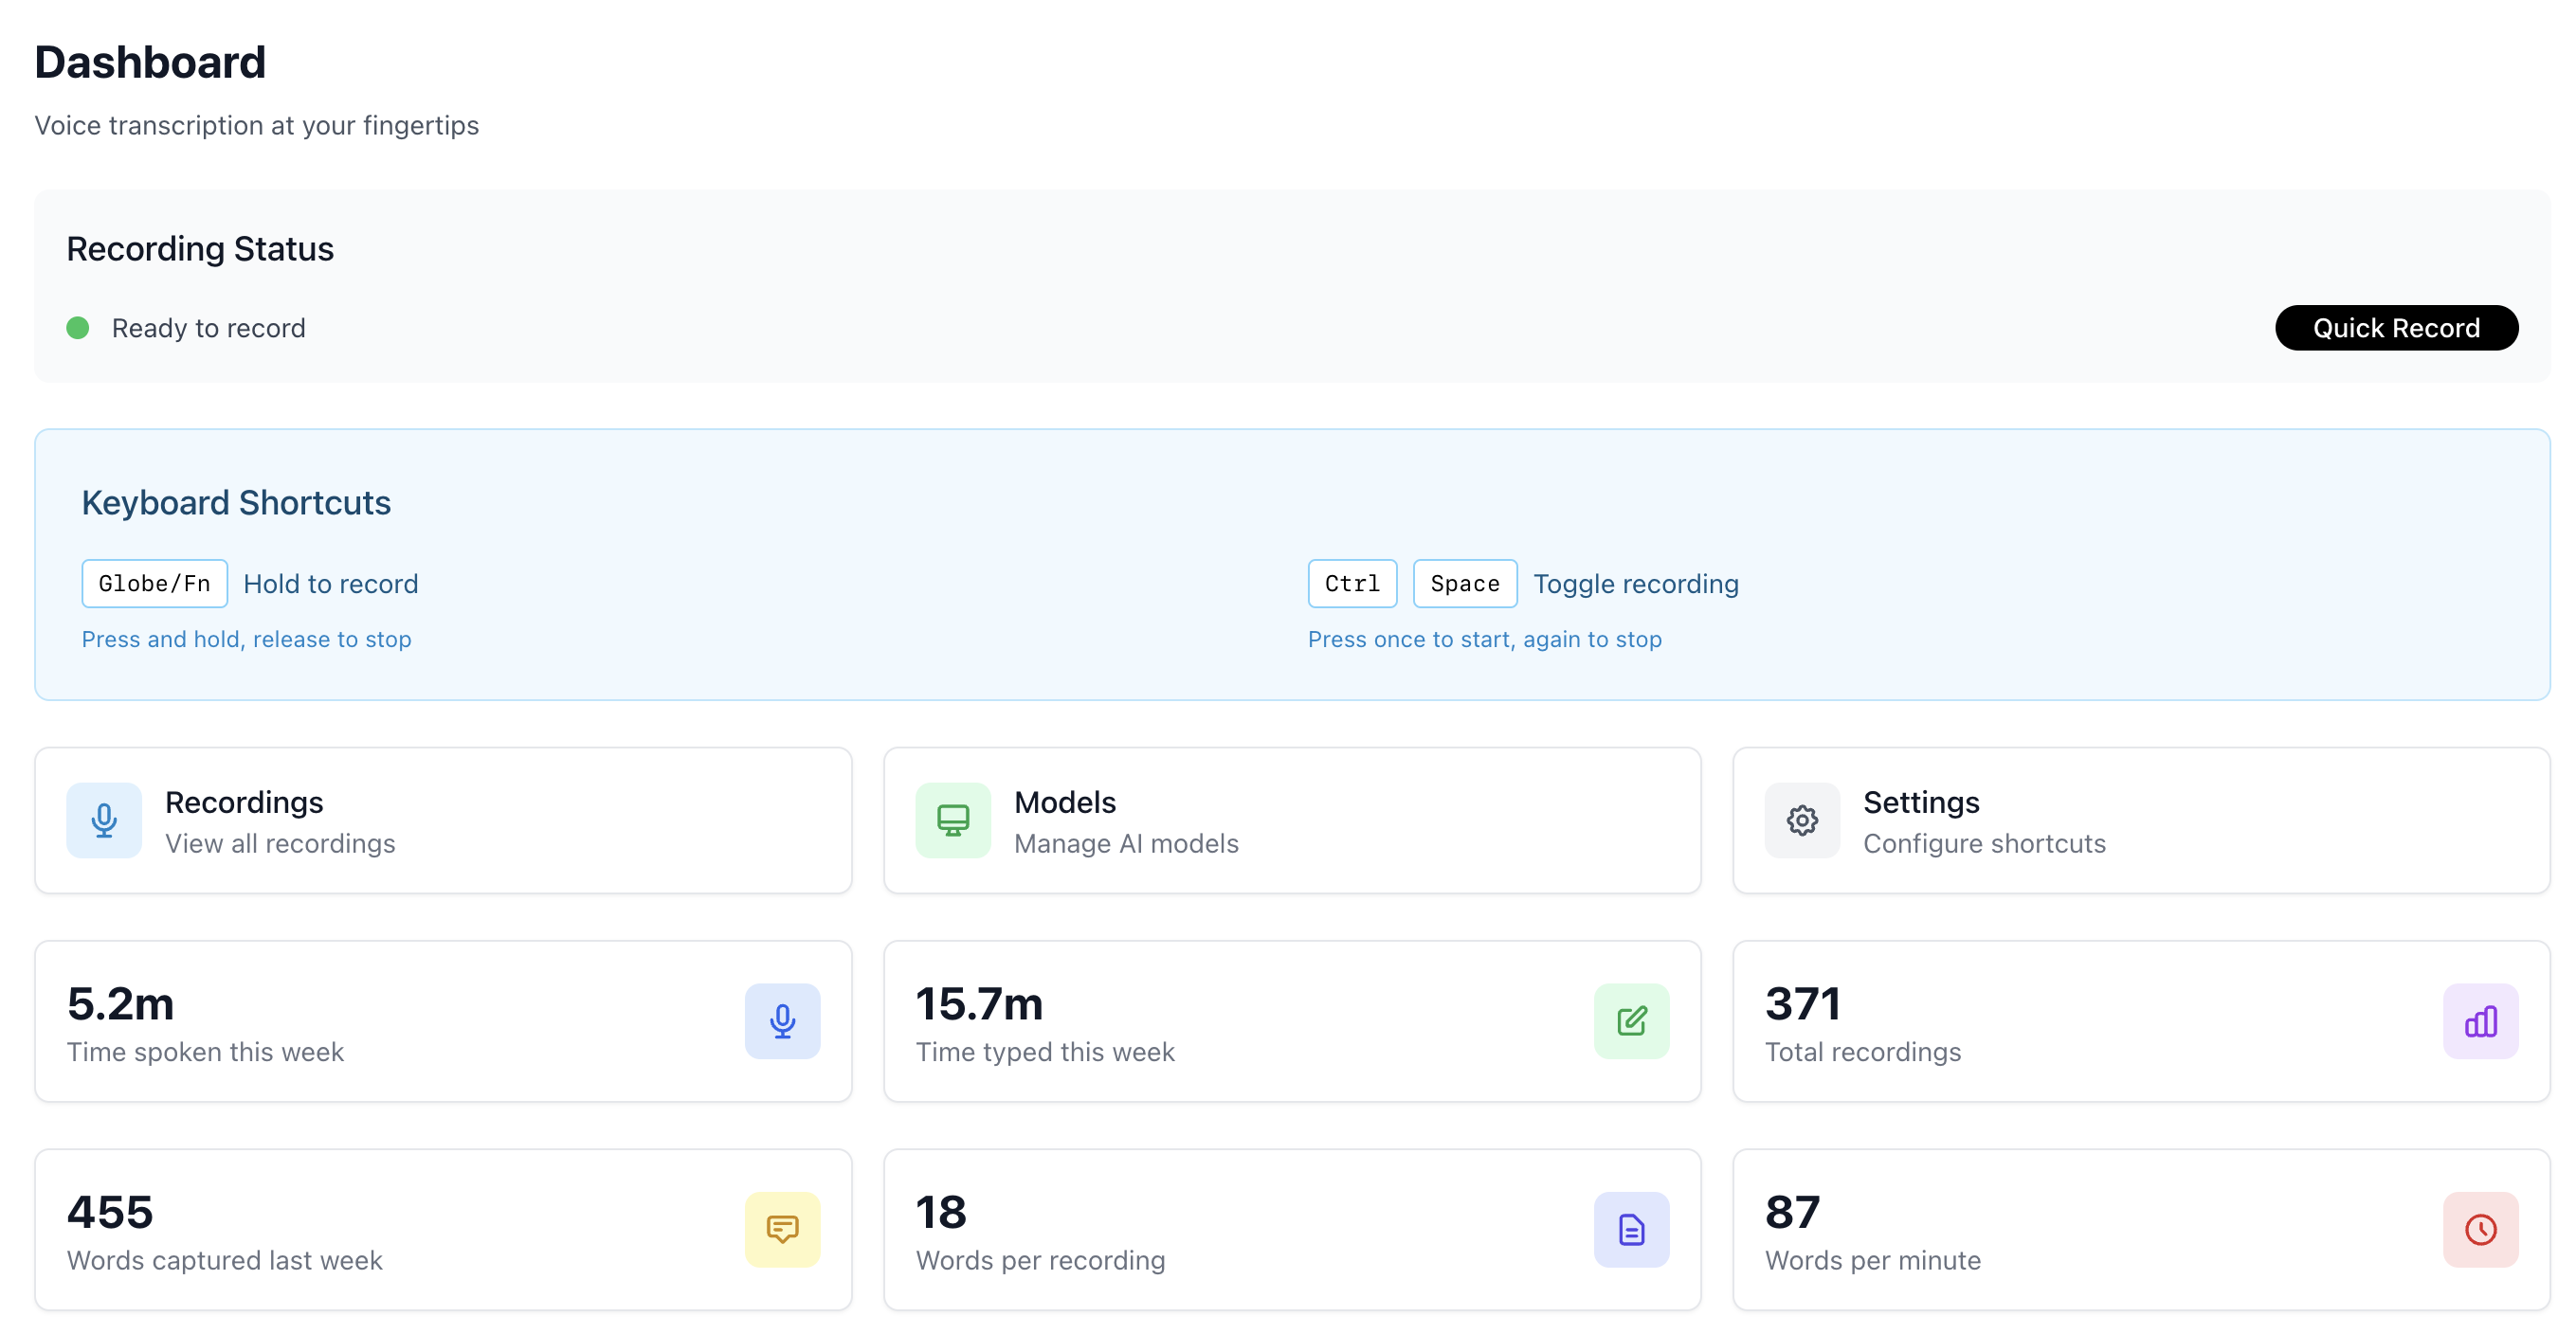 Dashboard
Voice transcription at your fingertips
Recording Status
Ready to record
Quick Record
Keyboard Shortcuts
Globe/Fn Hold to record
Press and hold, release to stop
Ctrl Space Toggle recording
Press once to start, again to stop
Recordings
View all recordings
Models
Manage AI models
Settings
Configure shortcuts
5.2m
Time spoken this week
15.7m
Time typed this week
371
Total recordings
455
Words captured last week
18
Words per recording
87
Words per minute